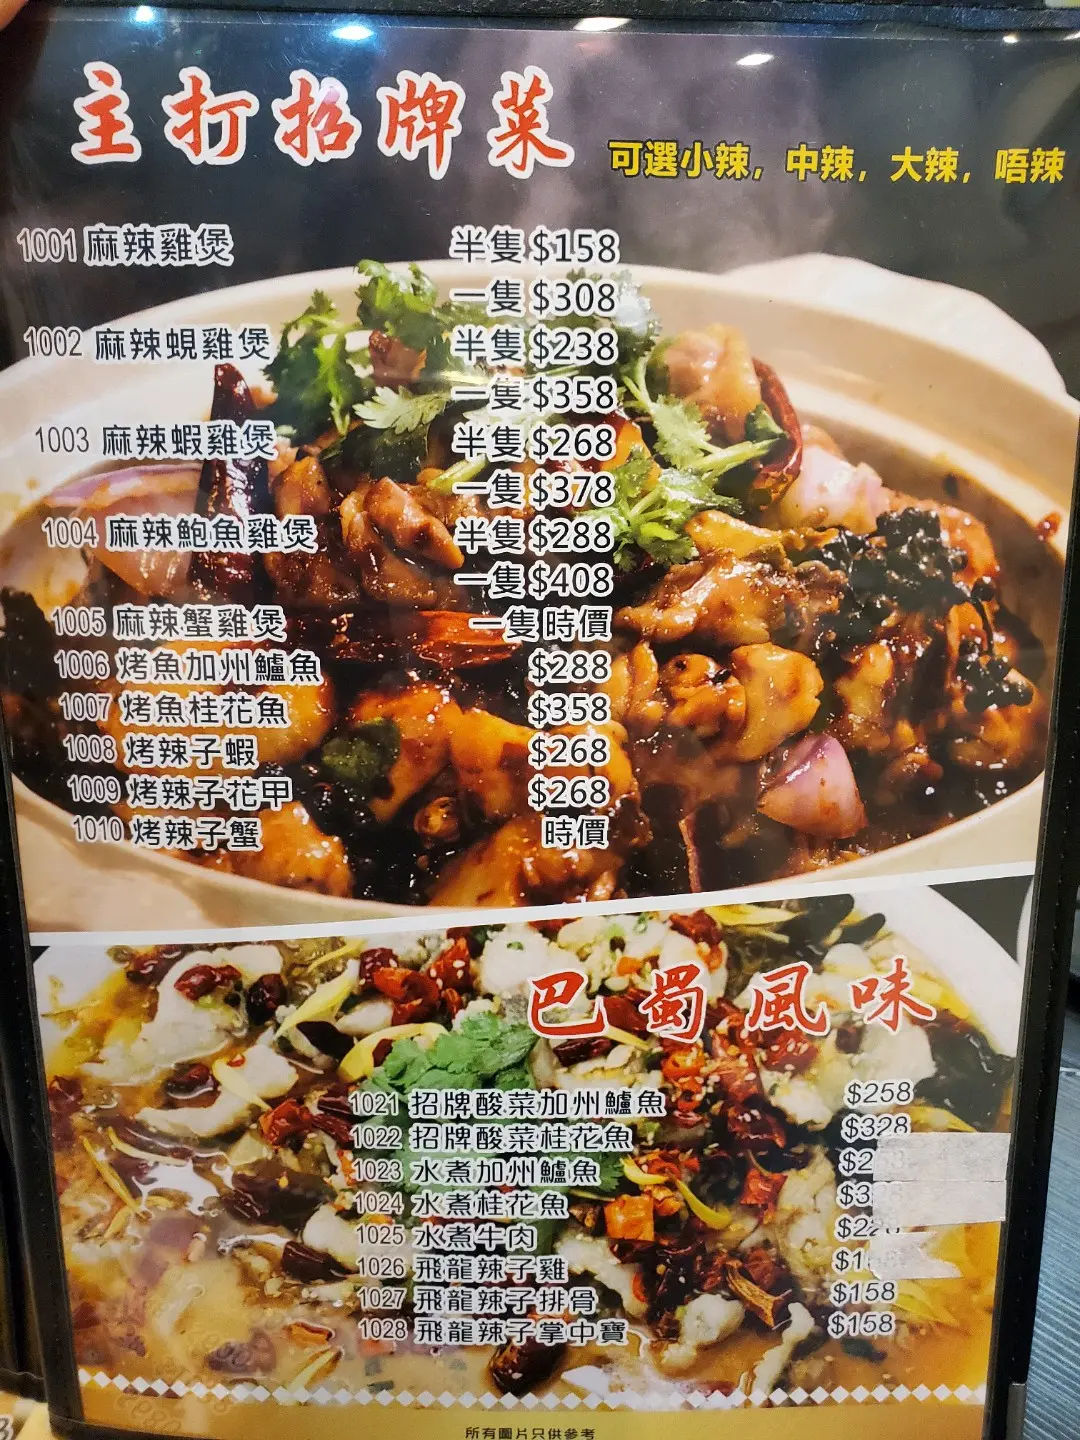 主打招牌菜
可選小辣，中辣，大辣，唔辣
1001 麻辣雞煲 半隻 $158
一隻 $308
1002 麻辣蜆雞煲 半隻 $238
一隻 $358
1003 麻辣蝦雞煲 半隻 $268
一隻 $378
1004 麻辣鮑魚雞煲 半隻 $288
一隻 $408
1005 麻辣蟹雞煲 一隻 時價
1006 烤魚加州鱸魚 $288
1007 烤魚桂花魚 $358
1008 烤辣子蝦 $268
1009 烤辣子花甲 $268
1010 烤辣子蟹 時價
巴蜀風味
1021 招牌酸菜加州鱸魚 $258
1022 招牌酸菜桂花魚 $328
1023 水煮加州鱸魚
1024 水煮桂花魚
1025 水煮牛肉
1026 飛龍辣子雞
1027 飛龍辣子排骨 $158
1028 飛龍辣子掌中寶 $158
所有圖片只供參考